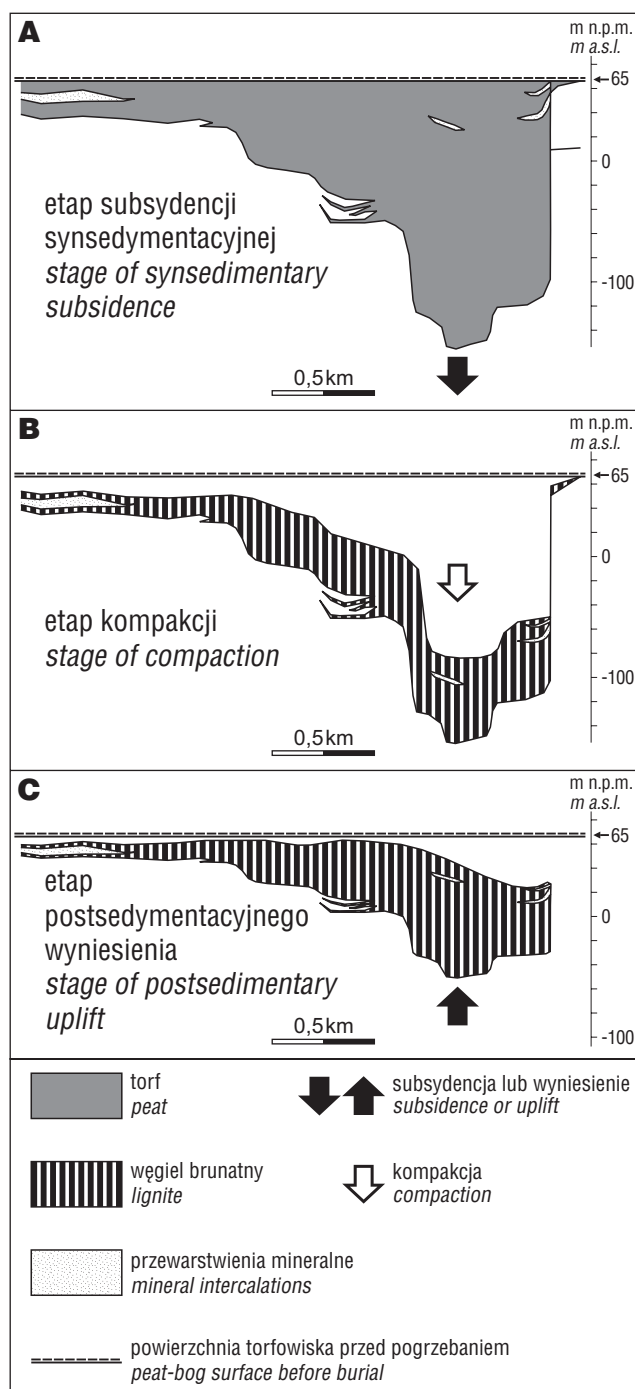 A
m n.p.m.
m a.s.l.
65
0
-100
etap subsydencji
synsedymentacyjnej
stage of synsedimentary
subsidence
0,5km
B
m n.p.m.
m a.s.l.
65
0
-100
etap kompakcji
stage of compaction
0,5km
C
m n.p.m.
m a.s.l.
65
0
-100
etap
postsedymentacyjnego
wyniesienia
stage of postsedimentary
uplift
0,5km
torf
peat
subsydencja lub wyniesienie
subsidence or uplift
węgiel brunatny
lignite
kompakcja
compaction
przewarstwienia mineralne
mineral intercalations
powierzchnia torfowiska przed pogrzebaniem
peat-bog surface before burial